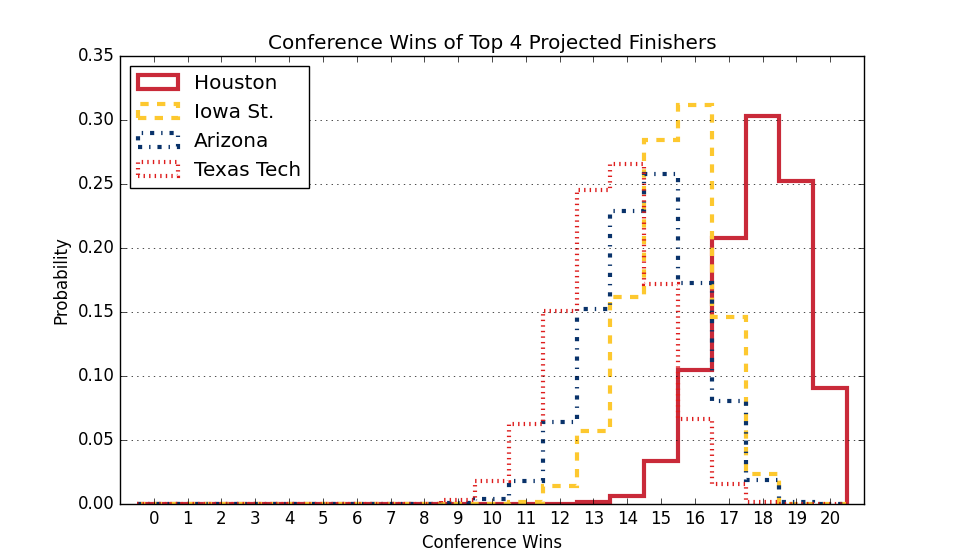 Conference Wins of Top 4 Projected Finishers
0.35
0.30
0.25
0.20
0.15
0.10
0.05
0.00
Probability
Houston
Iowa St.
Arizona
Texas Tech
0 1 2 3 4 5 6 7 8 9 10 11 12 13 14 15 16 17 18 19 20
Conference Wins